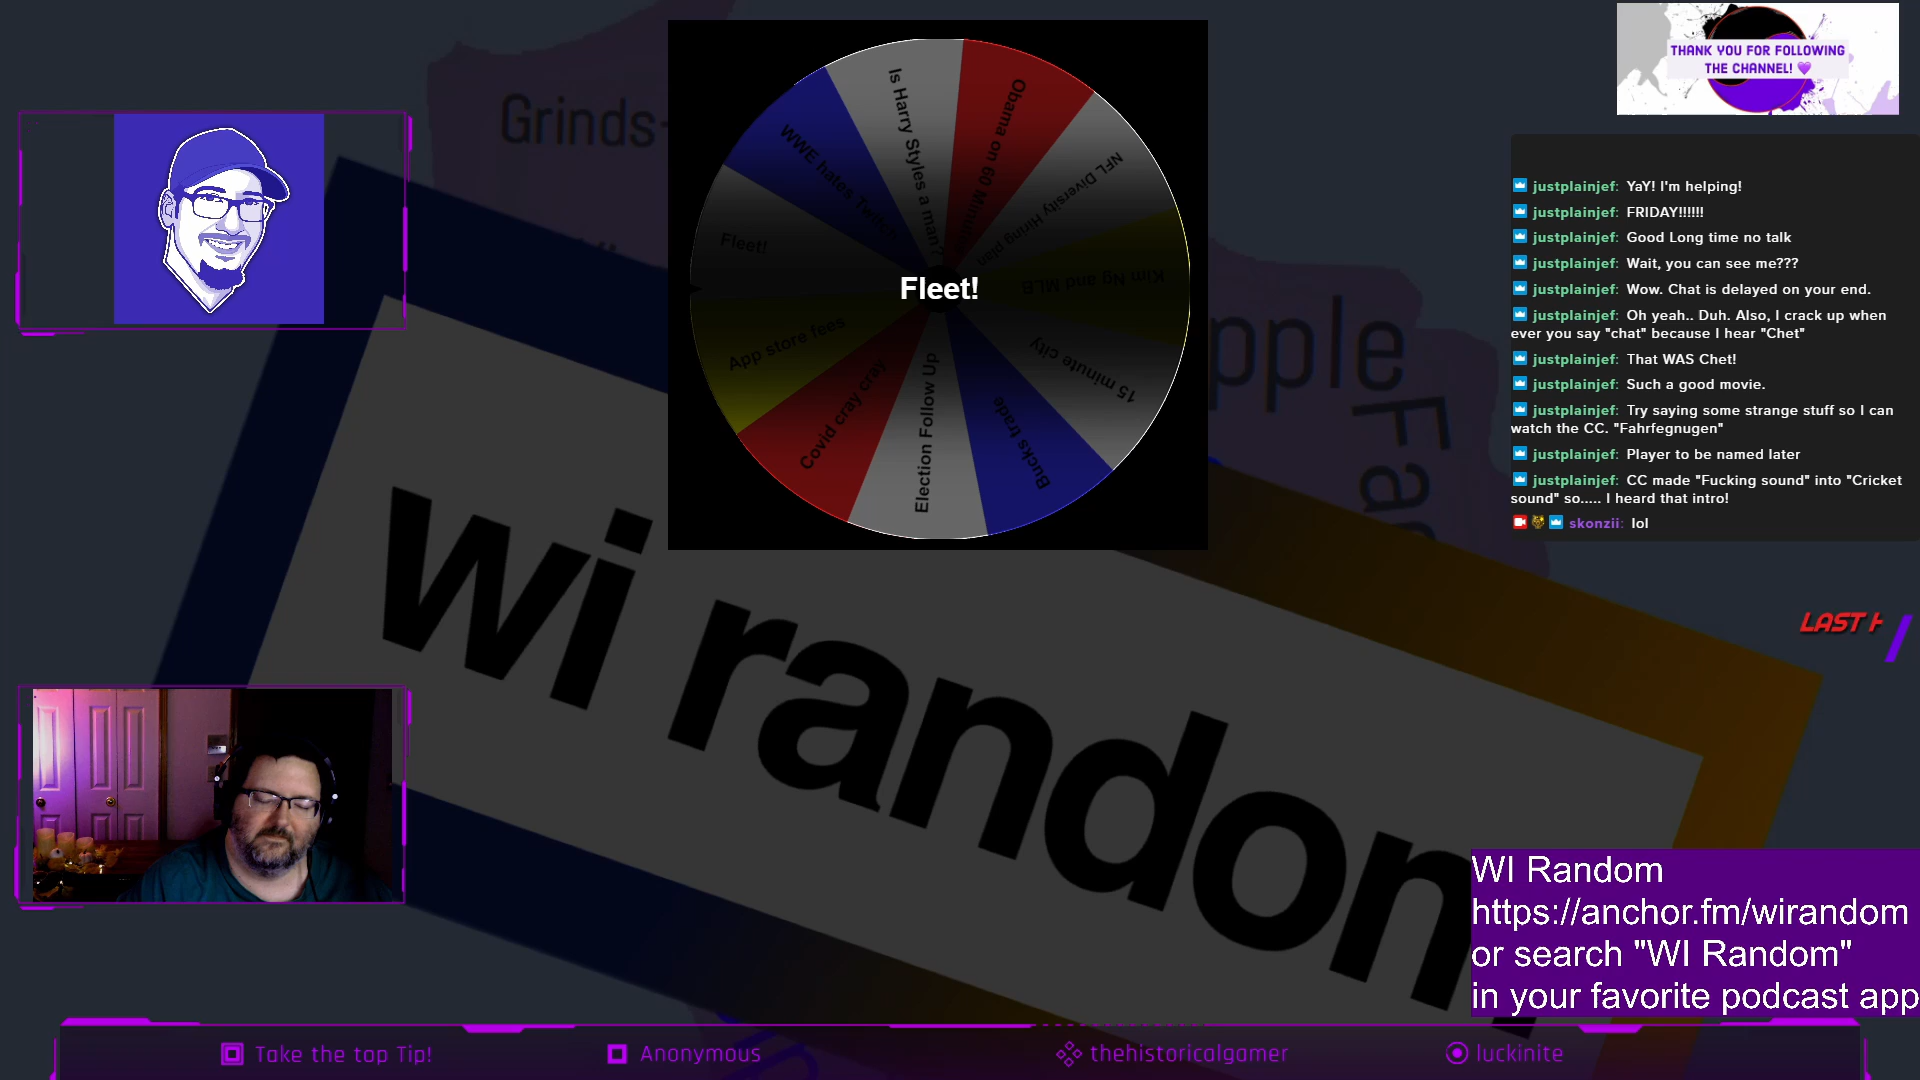 THANK YOU FOR FOLLOWING
THE CHANNEL!
Grinds-
Is Harry Styles a man?
Obama on 60 Minutes
NFL Diversity Hiring plan
Kim Ng and MLB
15 minute city
Bucks trade
Election Follow Up
Covid cray cray
App store fees
Fleet!
WWE hates Twitch
Fleet!
justplainjef: YaY! I'm helping!
justplainjef: FRIDAY!!!!!!
justplainjef: Good Long time no talk
justplainjef: Wait, you can see me???
justplainjef: Wow. Chat is delayed on your end.
justplainjef: Oh yeah.. Duh. Also, I crack up when
ever you say "chat" because I hear "Chet"
justplainjef: That WAS Chet!
justplainjef: Such a good movie.
justplainjef: Try saying some strange stuff so I can
watch the CC. "Fahrfegnugen"
justplainjef: Player to be named later
justplainjef: CC made "Fucking sound" into "Cricket
sound" so..... I heard that intro!
skonzii: lol
pple
Fa
LAST
wi random
WI Random
https://anchor.fm/wirandom
or search "WI Random"
in your favorite podcast app
Take the top Tip!
Anonymous
thehistoricalgamer
luckinite